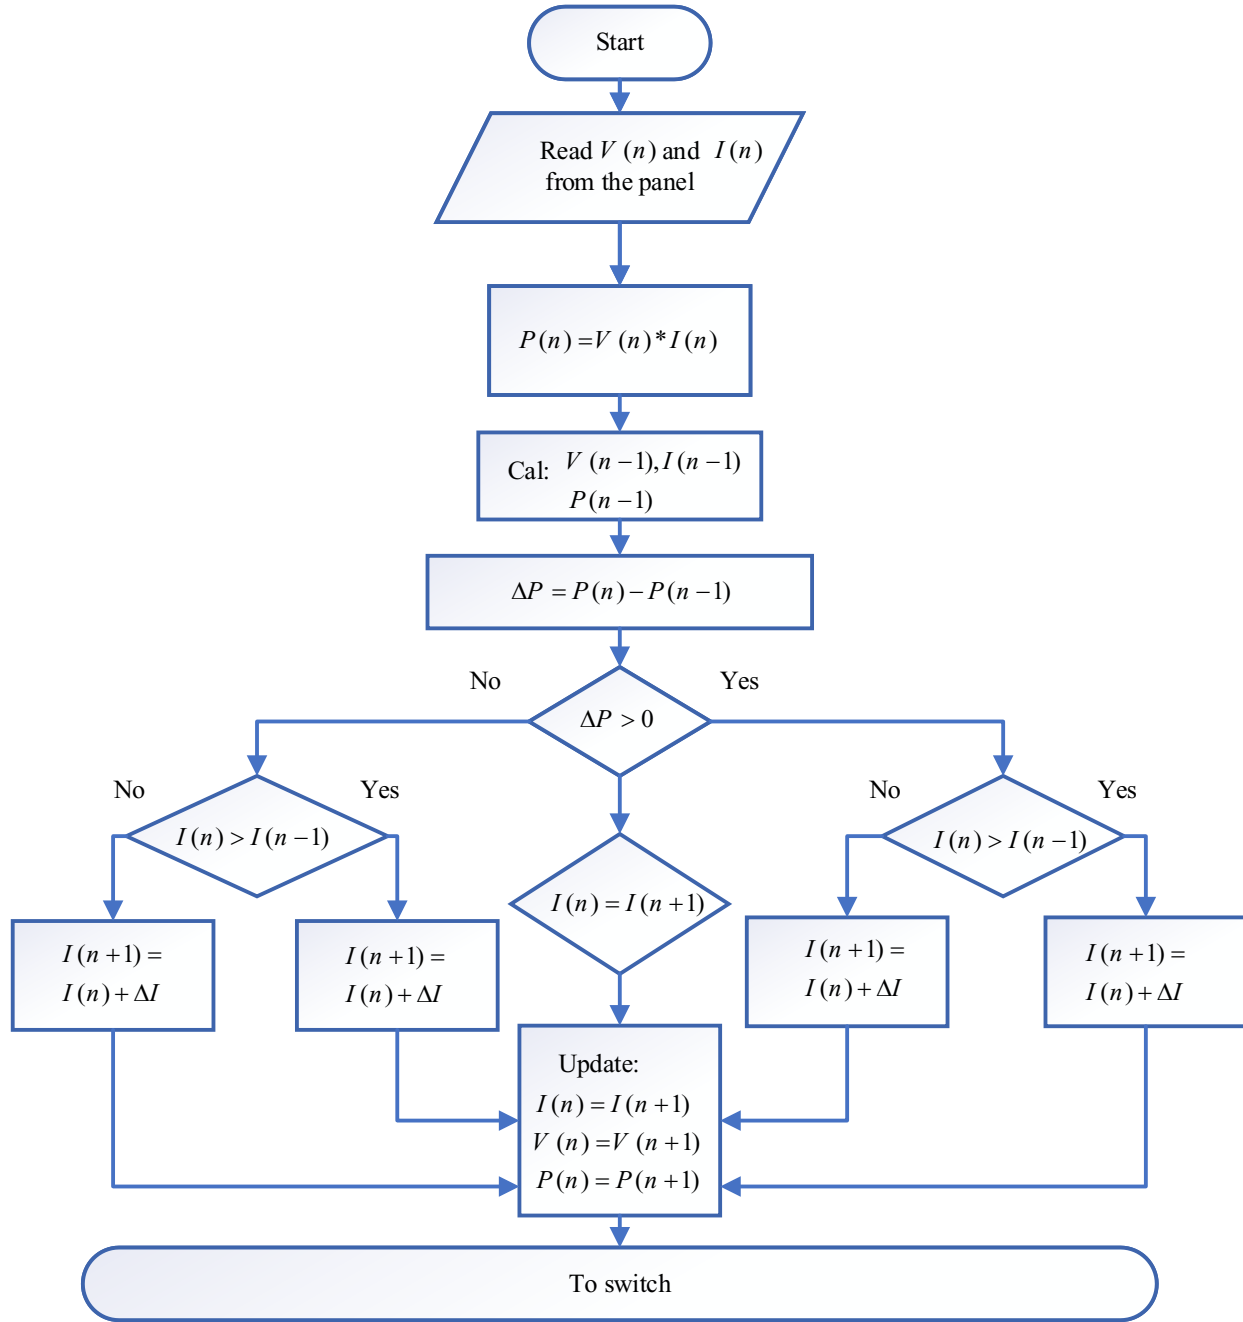 Start
Read V(n) and I(n)
from the panel
P(n)=V(n)*I(n)
Cal: V(n−1),I(n−1)
P(n−1)
ΔP=P(n)−P(n−1)
No
Yes
ΔP>0
No
Yes
No
Yes
I(n)>I(n−1)
I(n)>I(n−1)
I(n)=I(n+1)
I(n+1)=
I(n)+ΔI
I(n+1)=
I(n)+ΔI
I(n+1)=
I(n)+ΔI
I(n+1)=
I(n)+ΔI
Update:
I(n)=I(n+1)
V(n)=V(n+1)
P(n)=P(n+1)
To switch